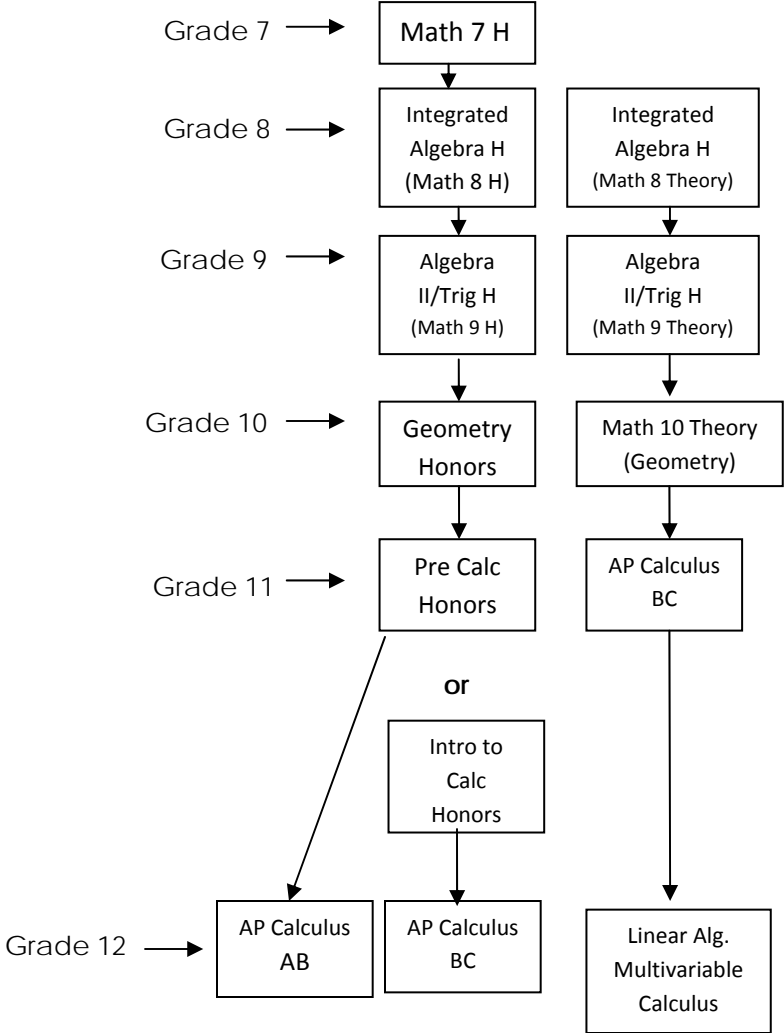 Grade 7
Math 7 H
Grade 8
Integrated
Algebra H
(Math 8 H)
Integrated
Algebra H
(Math 8 Theory)
Grade 9
Algebra
II/Trig H
(Math 9 H)
Algebra
II/Trig H
(Math 9 Theory)
Grade 10
Geometry
Honors
Math 10 Theory
(Geometry)
Grade 11
Pre Calc
Honors
AP Calculus
BC
or
Intro to
Calc
Honors
Grade 12
AP Calculus
AB
AP Calculus
BC
Linear Alg.
Multivariable
Calculus